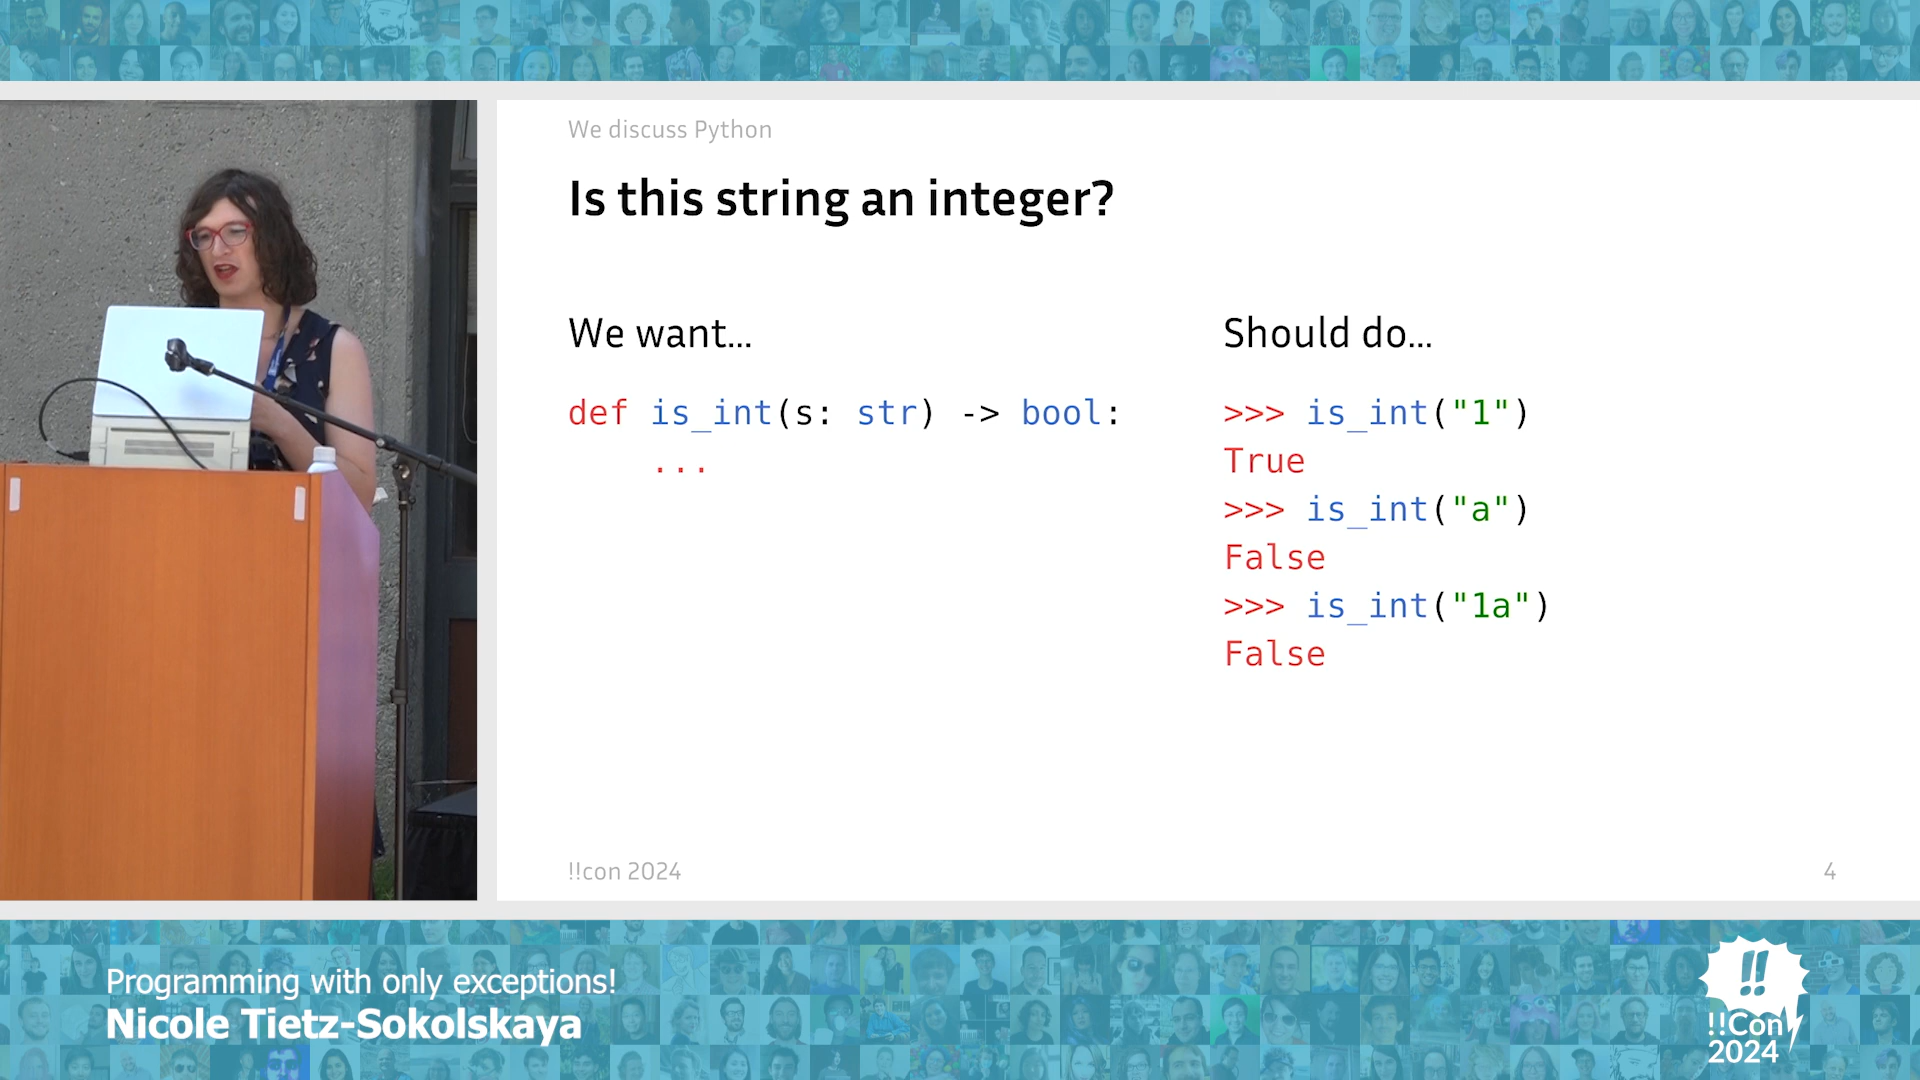 We discuss Python
Is this string an integer?
We want...
def is_int(s: str) -> bool:
...
Should do...
>>> is_int("1")
True
>>> is_int("a")
False
>>> is_int("1a")
False
!!con 2024
4
Programming with only exceptions!
Nicole Tietz-Sokolskaya
!!
!!Con
2024